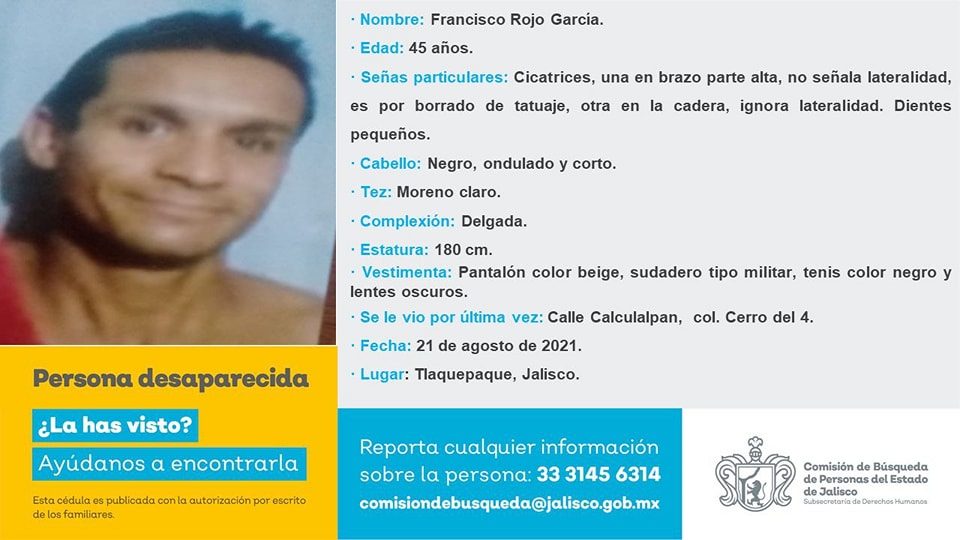 · Nombre: Francisco Rojo García.
· Edad: 45 años.
· Señas particulares: Cicatrices, una en brazo parte alta, no señala lateralidad,
es por borrado de tatuaje, otra en la cadera, ignora lateralidad. Dientes
pequeños.
· Cabello: Negro, ondulado y corto.
· Tez: Moreno claro.
· Complexión: Delgada.
· Estatura: 180 cm.
· Vestimenta: Pantalón color beige, sudadero tipo militar, tenis color negro y
lentes oscuros.
· Se le vio por última vez: Calle Calculalpan, col. Cerro del 4.
· Fecha: 21 de agosto de 2021.
· Lugar: Tlaquepaque, Jalisco.
Persona desaparecida
¿La has visto?
Ayúdanos a encontrarla
Esta cédula es publicada con la autorización por escrito
de los familiares.
Reporta cualquier información
sobre la persona: 33 3145 6314
comisiondebusqueda@jalisco.gob.mx
Comisión de Búsqueda
de Personas del Estado
de Jalisco
Subsecretaría de Derechos Humanos